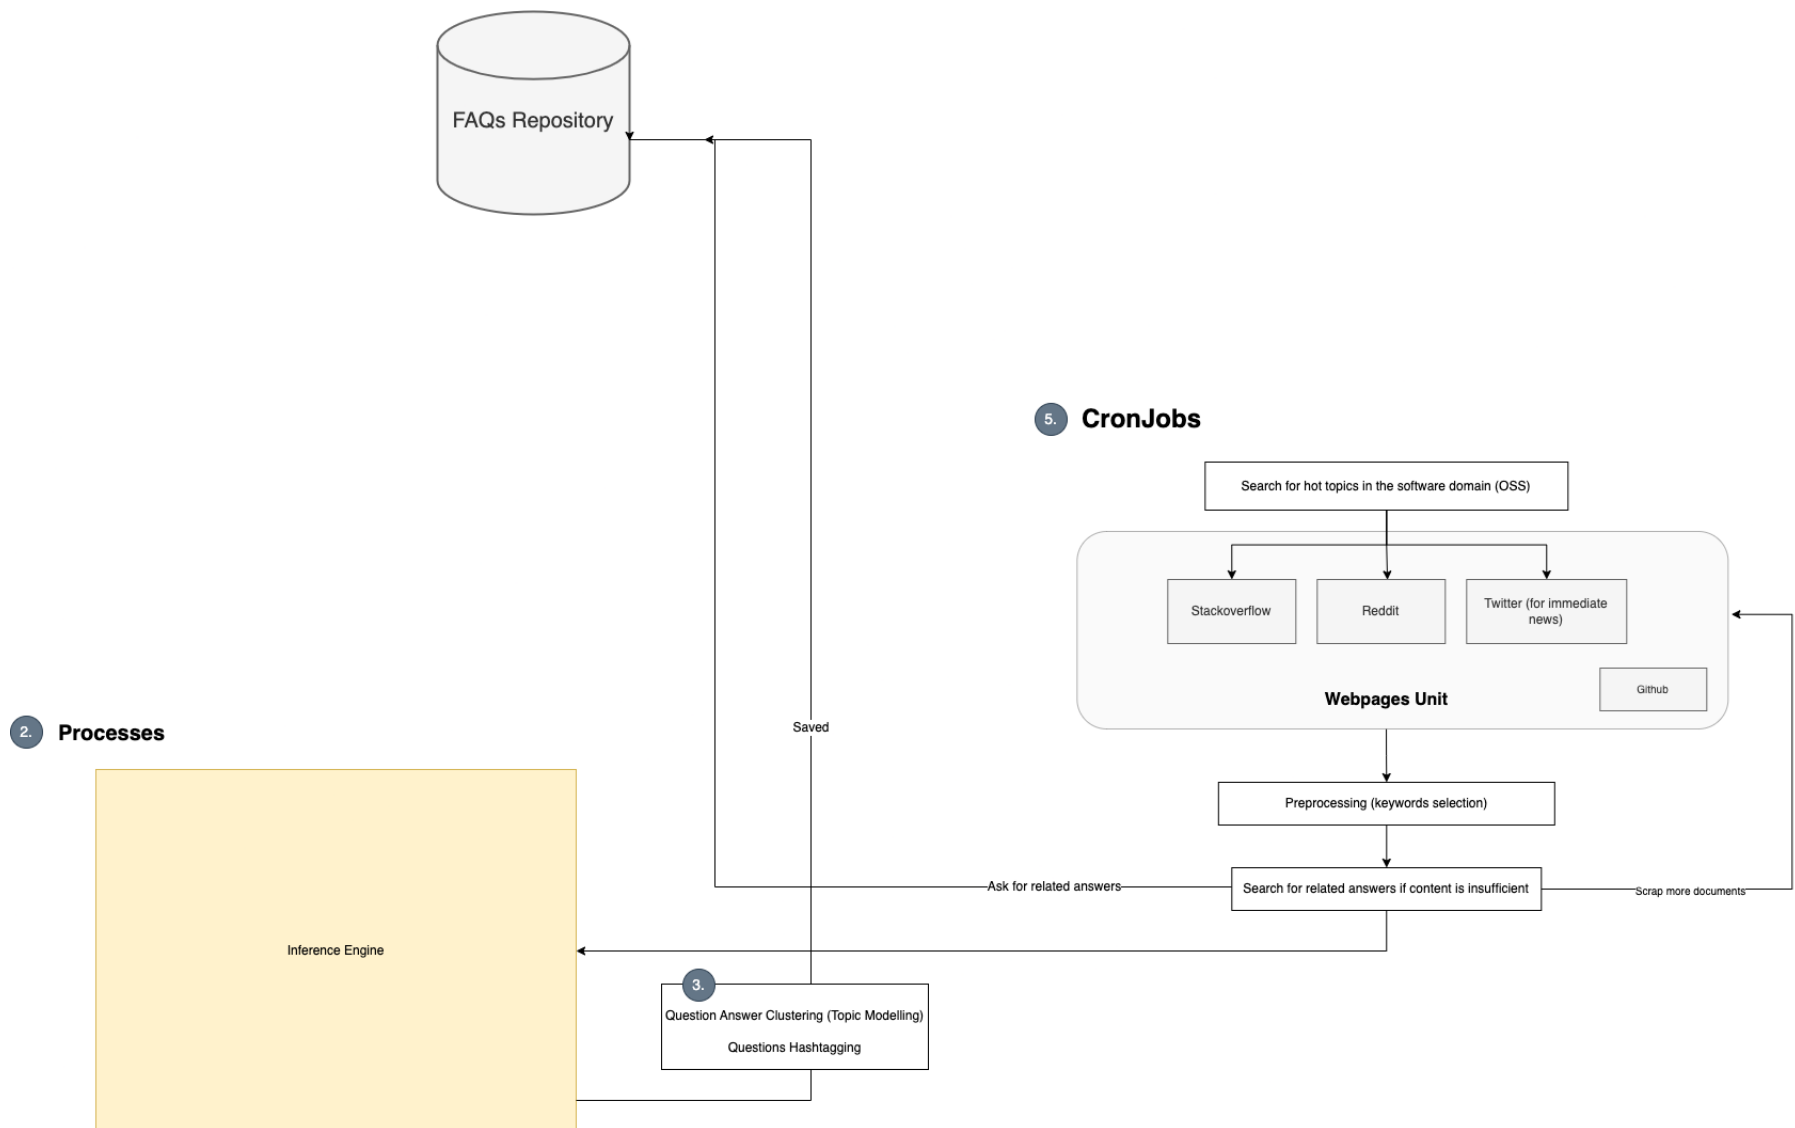 FAQs Repository
5.
CronJobs
Search for hot topics in the software domain (OSS)
Stackoverflow
Reddit
Twitter (for immediate
news)
Github
Webpages Unit
Saved
2.
Processes
Preprocessing (keywords selection)
Ask for related answers
Search for related answers if content is insufficient
Scrap more documents
Inference Engine
3.
Question Answer Clustering (Topic Modelling)
Questions Hashtagging